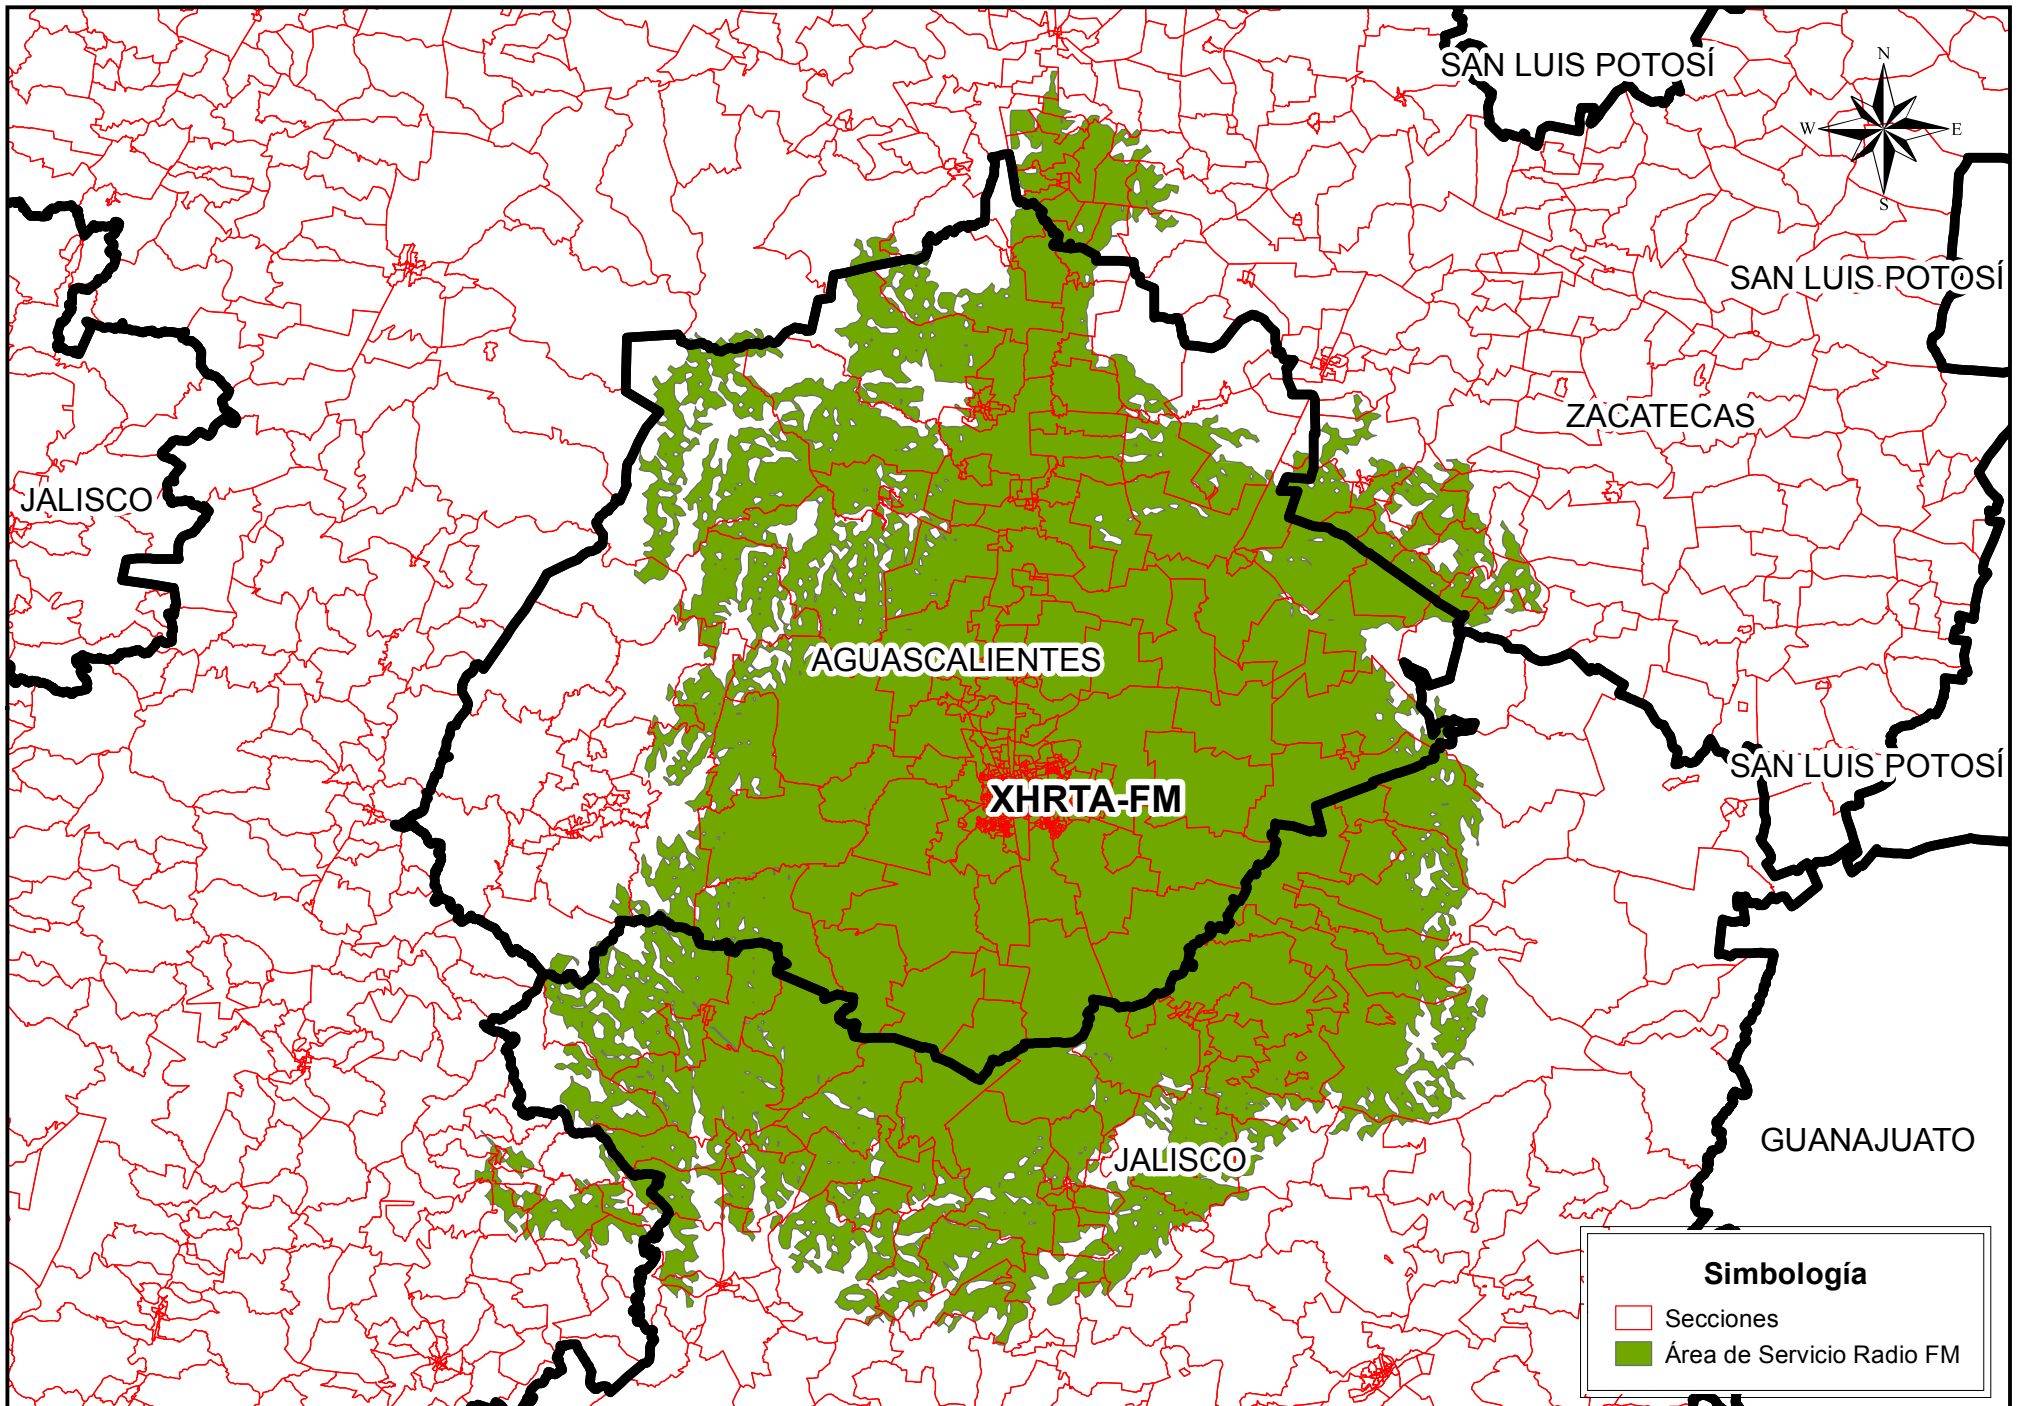 SAN LUIS POTOSÍ
N
W
E
S
SAN LUIS POTOSÍ
ZACATECAS
JALISCO
AGUASCALIENTES
SAN LUIS POTOSÍ
XHRTA-FM
GUANAJUATO
JALISCO
Simbología
Secciones
Área de Servicio Radio FM